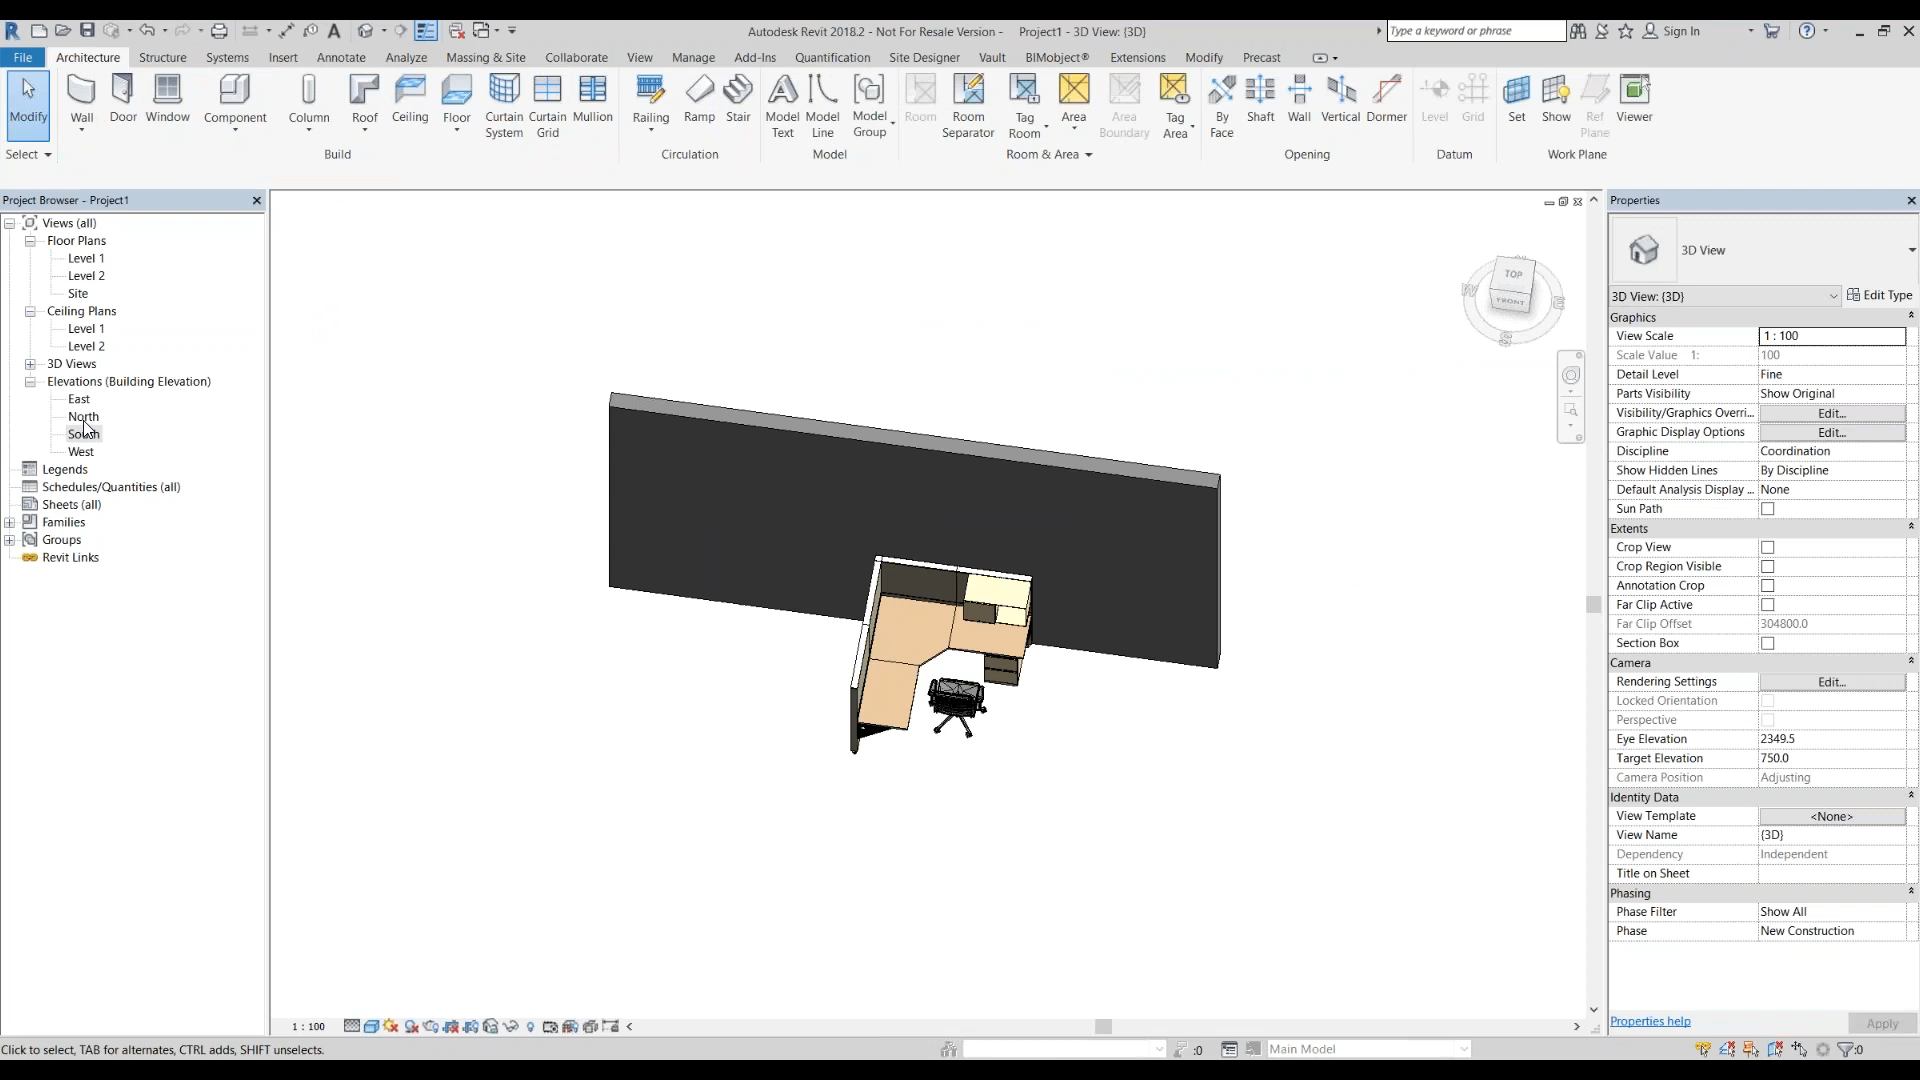 Autodesk Revit 2018.2 - Not For Resale Version - Project1 - 3D View: {3D}
Type a keyword or phrase
Sign In
File Architecture Structure Systems Insert Annotate Analyze Massing & Site Collaborate View Manage Add-Ins Quantification Site Designer Vault BIMobject® Extensions Modify Precast
Modify Wall Door Window Component Column Roof Ceiling Floor Curtain System Curtain Grid Mullion Railing Ramp Stair Model Text Model Line Model Group Room Room Separator Tag Room Area Area Boundary Tag Area By Face Shaft Wall Vertical Dormer Level Grid Set Show Ref Plane Viewer
Select Build Circulation Model Room & Area Opening Datum Work Plane
Project Browser - Project1
Views (all)
Floor Plans
Level 1
Level 2
Site
Ceiling Plans
Level 1
Level 2
3D Views
Elevations (Building Elevation)
East
North
South
West
Legends
Schedules/Quantities (all)
Sheets (all)
Families
Groups
Revit Links
TOP
FRONT
W
E
S
Properties
3D View
3D View: {3D} Edit Type
Graphics
View Scale 1 : 100
Scale Value 1: 100
Detail Level Fine
Parts Visibility Show Original
Visibility/Graphics Overri... Edit...
Graphic Display Options Edit...
Discipline Coordination
Show Hidden Lines By Discipline
Default Analysis Display ... None
Sun Path
Extents
Crop View
Crop Region Visible
Annotation Crop
Far Clip Active
Far Clip Offset 304800.0
Section Box
Camera
Rendering Settings Edit...
Locked Orientation
Perspective
Eye Elevation 2349.5
Target Elevation 750.0
Camera Position Adjusting
Identity Data
View Template <None>
View Name {3D}
Dependency Independent
Title on Sheet
Phasing
Phase Filter Show All
Phase New Construction
Properties help Apply
1 : 100
Click to select, TAB for alternates, CTRL adds, SHIFT unselects.
:0
Main Model
:0